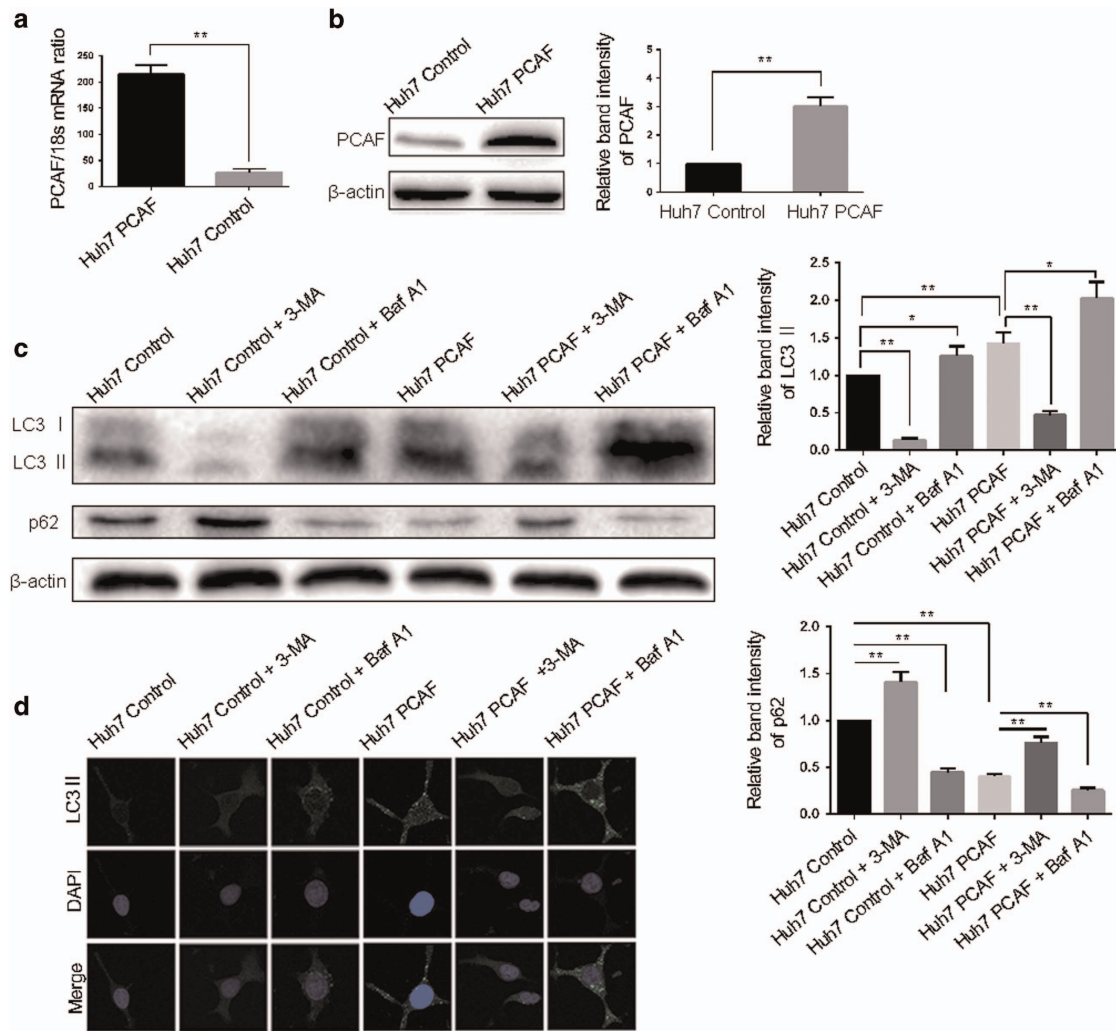 a
PCAF/18s mRNA ratio
250
200
150
100
50
0
**
Huh7 PCAF
Huh7 Control
b
Huh7 Control
Huh7 PCAF
PCAF
β-actin
Relative band intensity
of PCAF
5
4
3
2
1
0
**
Huh7 Control
Huh7 PCAF
c
Huh7 Control
Huh7 Control + 3-MA
Huh7 Control + Baf A1
Huh7 PCAF
Huh7 PCAF + 3-MA
Huh7 PCAF + Baf A1
LC3 I
LC3 II
p62
β-actin
Relative band intensity
of LC3 II
2.5
2.0
1.5
1.0
0.5
0.0
**
*
**
**
*
Huh7 Control
Huh7 Control + 3-MA
Huh7 Control + Baf A1
Huh7 PCAF
Huh7 PCAF + 3-MA
Huh7 PCAF + Baf A1
Relative band intensity
of p62
1.5
1.0
0.5
0.0
**
**
**
**
**
Huh7 Control
Huh7 Control + 3-MA
Huh7 Control + Baf A1
Huh7 PCAF
Huh7 PCAF + 3-MA
Huh7 PCAF + Baf A1
d
Huh7 Control
Huh7 Control + 3-MA
Huh7 Control + Baf A1
Huh7 PCAF
Huh7 PCAF +3-MA
Huh7 PCAF + Baf A1
LC3 II
DAPI
Merge